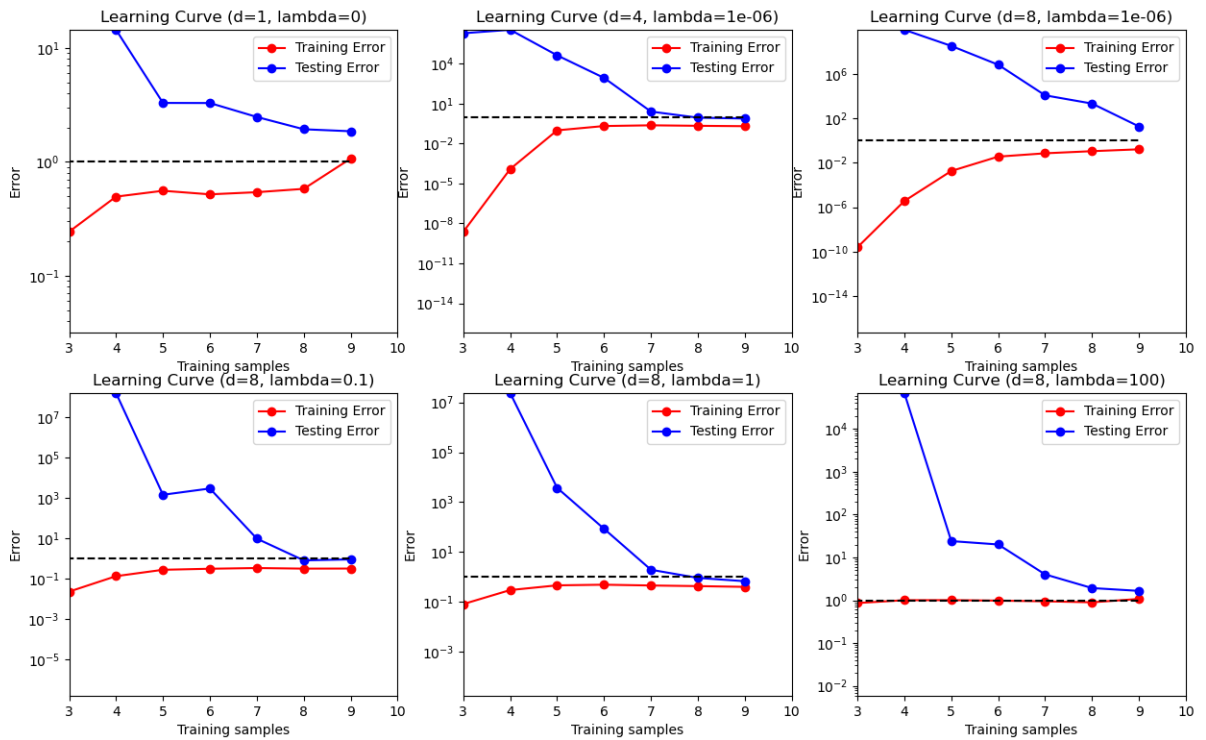 Learning Curve (d=1, lambda=0)
Error
10^1
10^0
10^-1
Training Error
Testing Error
3 4 5 6 7 8 9 10
Training samples
Learning Curve (d=4, lambda=1e-06)
Error
10^4
10^1
10^-2
10^-5
10^-8
10^-11
10^-14
Training Error
Testing Error
3 4 5 6 7 8 9 10
Training samples
Learning Curve (d=8, lambda=1e-06)
Error
10^6
10^2
10^-2
10^-6
10^-10
10^-14
Training Error
Testing Error
3 4 5 6 7 8 9 10
Training samples
Learning Curve (d=8, lambda=0.1)
Error
10^7
10^5
10^3
10^1
10^-1
10^-3
10^-5
Training Error
Testing Error
3 4 5 6 7 8 9 10
Training samples
Learning Curve (d=8, lambda=1)
Error
10^7
10^5
10^3
10^1
10^-1
10^-3
Training Error
Testing Error
3 4 5 6 7 8 9 10
Training samples
Learning Curve (d=8, lambda=100)
Error
10^4
10^3
10^2
10^1
10^0
10^-1
10^-2
Training Error
Testing Error
3 4 5 6 7 8 9 10
Training samples